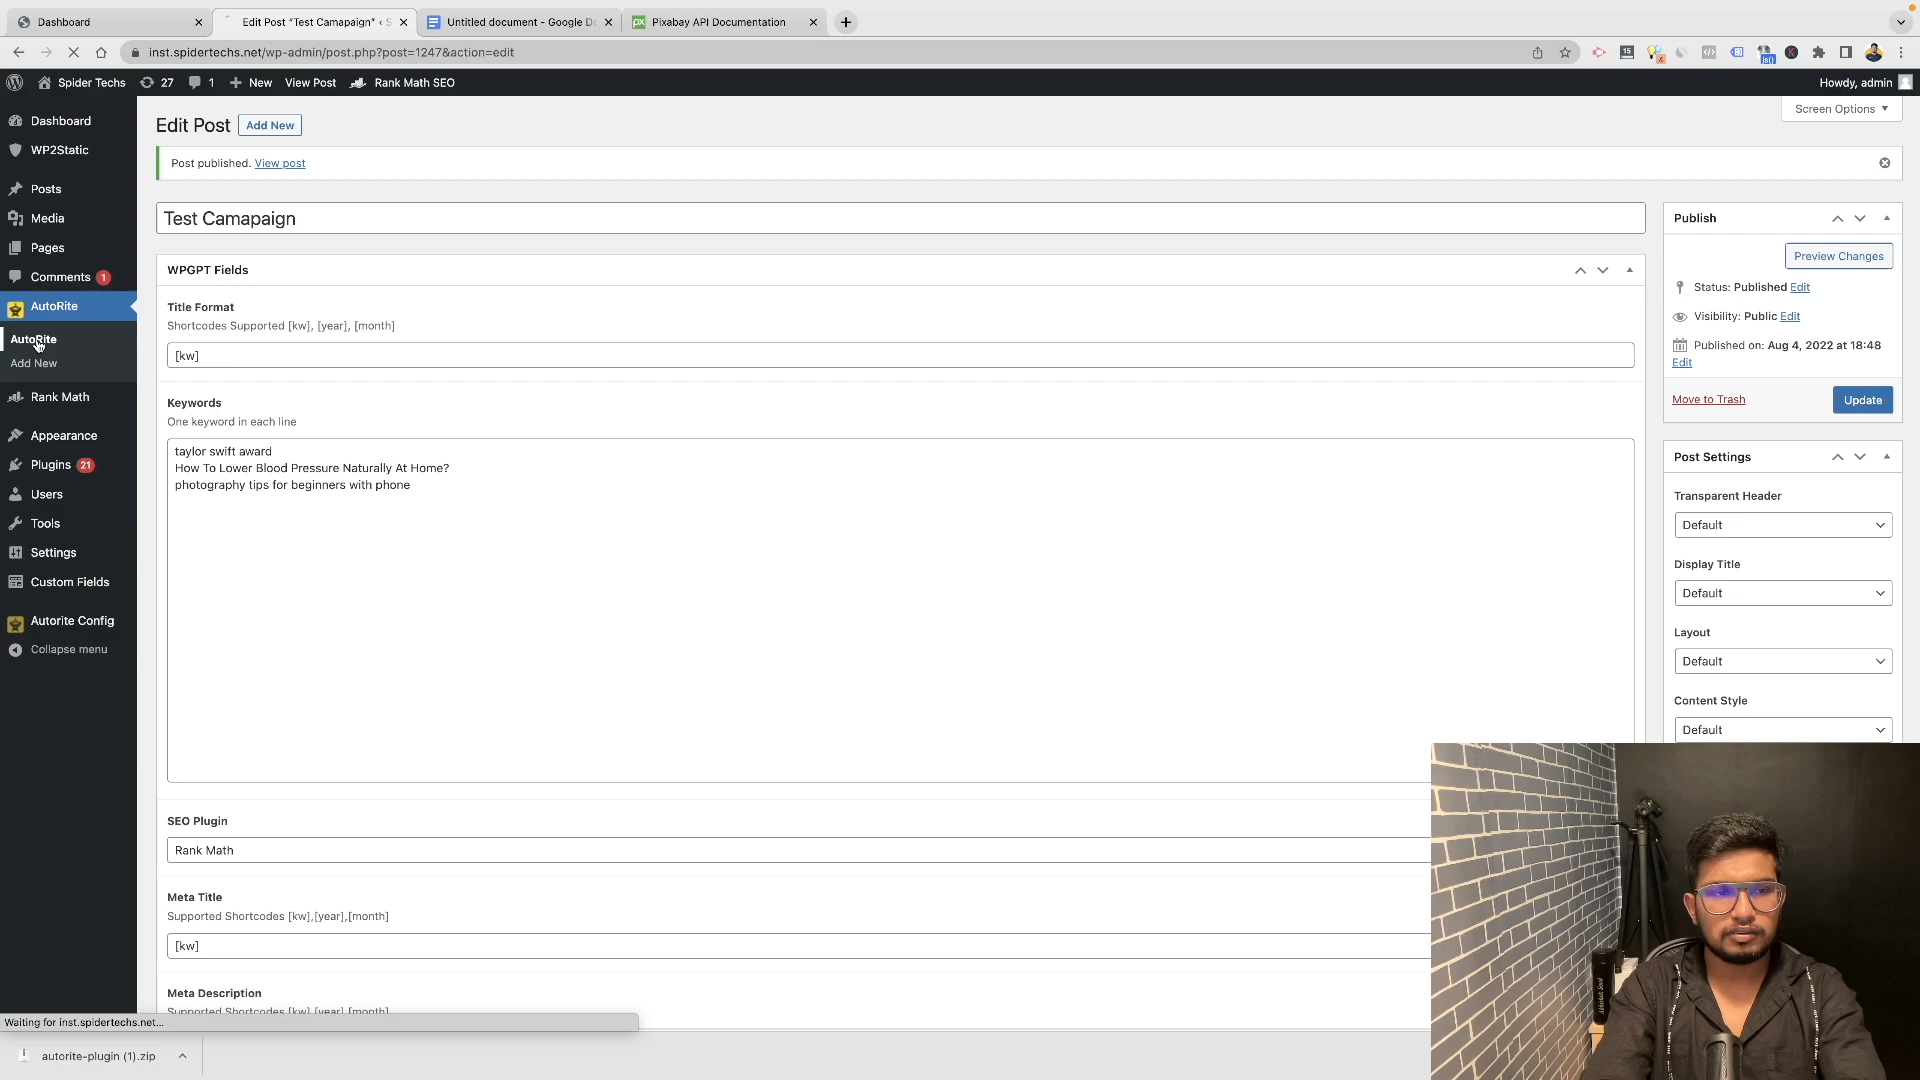 Dashboard
Edit Post “Test Camapaign” ‹ S
Untitled document - Google Do
Pixabay API Documentation
inst.spidertechs.net/wp-admin/post.php?post=1247&action=edit
Spider Techs
27
1
New
View Post
Rank Math SEO
Howdy, admin
Dashboard
WP2Static
Posts
Media
Pages
Comments 1
AutoRite
AutoRite
Add New
Rank Math
Appearance
Plugins 21
Users
Tools
Settings
Custom Fields
Autorite Config
Collapse menu
Screen Options
Edit Post
Add New
Post published. View post
Test Camapaign
WPGPT Fields
Title Format
Shortcodes Supported [kw], [year], [month]
[kw]
Keywords
One keyword in each line
taylor swift award
How To Lower Blood Pressure Naturally At Home?
photography tips for beginners with phone
SEO Plugin
Rank Math
Meta Title
Supported Shortcodes [kw],[year],[month]
[kw]
Meta Description
Supported Shortcodes [kw],[year],[month]
Publish
Preview Changes
Status: Published Edit
Visibility: Public Edit
Published on: Aug 4, 2022 at 18:48
Edit
Move to Trash
Update
Post Settings
Transparent Header
Default
Display Title
Default
Layout
Default
Content Style
Default
Waiting for inst.spidertechs.net...
autorite-plugin (1).zip